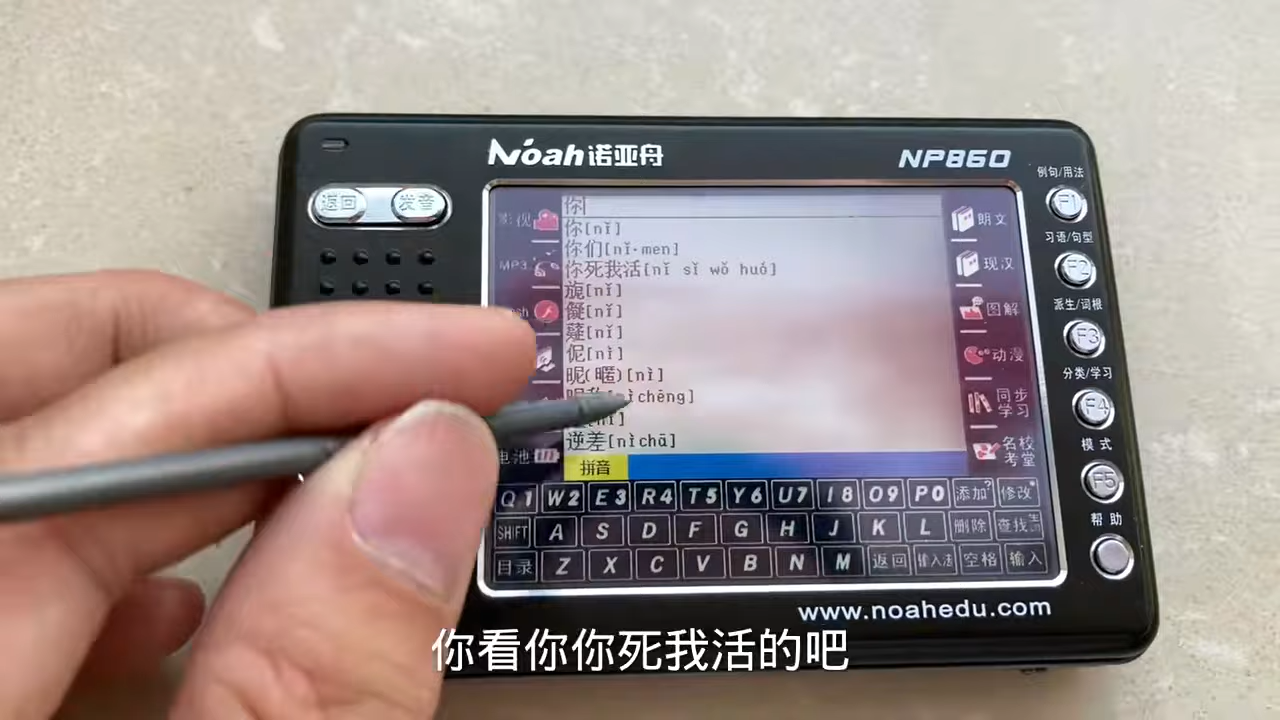 Noah诺亚舟
NP860
返回
发音
例句/用法
F1
习语/句型
F2
派生/词根
F3
分类/学习
F4
模式
F5
帮助
影视
MP3
电池
你
你[nǐ]
你们[nǐ·men]
你死我活[nǐ sǐ wǒ huó]
旎[nǐ]
儗[nǐ]
薿[nǐ]
伲[nì]
昵(暱)[nì]
昵称[nìchēng]
逆差[nìchā]
拼音
朗文
现汉
图解
动漫
同步学习
名校考堂
Q1 W2 E3 R4 T5 Y6 U7 I8 O9 P0 添加? 修改
SHIFT A S D F G H J K L 删除 查找
目录 Z X C V B N M 返回 输入法 空格 输入
www.noahedu.com
你看你你死我活的吧